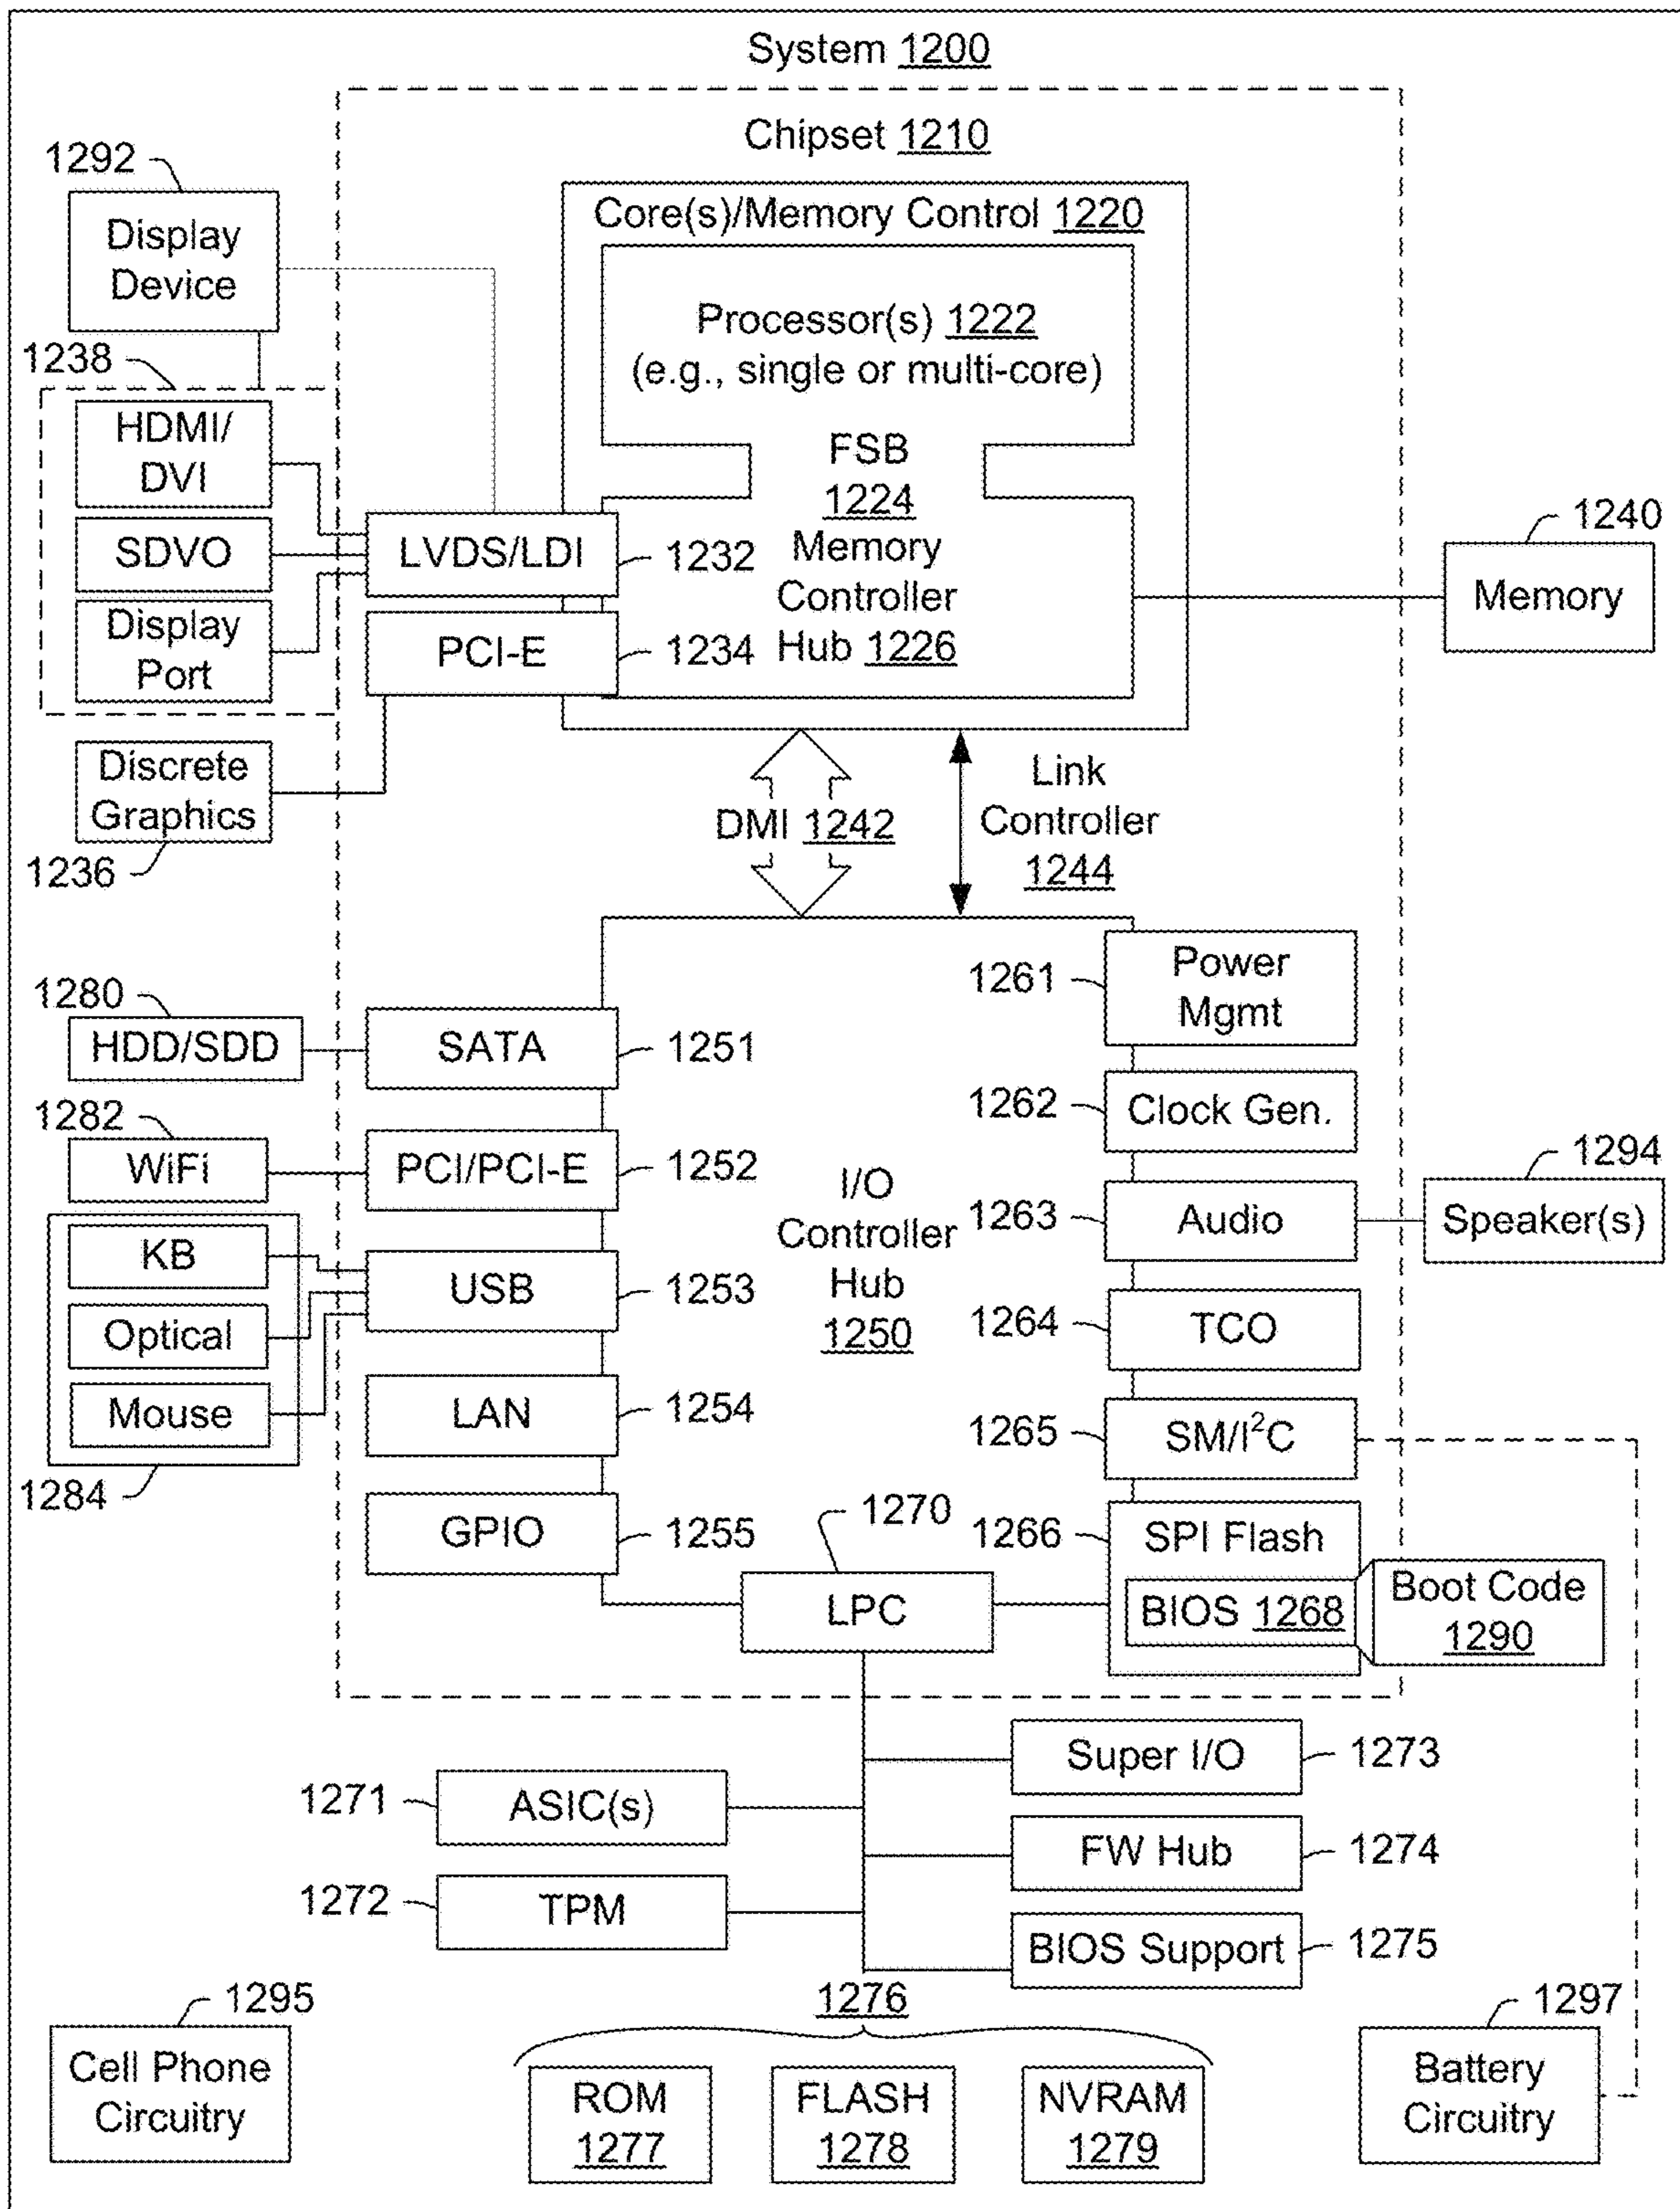 System 1200
Chipset 1210
1292
Display
Device
Core(s)/Memory Control 1220
Processor(s) 1222
(e.g., single or multi-core)
1238
HDMI/
DVI
SDVO
Display
Port
FSB
1224
LVDS/LDI
1232
PCI-E
1234
Memory
Controller
Hub 1226
1240
Memory
Discrete
Graphics
1236
DMI 1242
Link
Controller
1244
1280
HDD/SDD
SATA
1251
1261
Power
Mgmt
1282
WiFi
PCI/PCI-E
1252
1262
Clock Gen.
KB
Optical
Mouse
1284
USB
1253
I/O
Controller
Hub
1250
1263
Audio
1294
Speaker(s)
1264
TCO
LAN
1254
1265
SM/I²C
GPIO
1255
1270
LPC
1266
SPI Flash
BIOS 1268
Boot Code
1290
Super I/O
1273
1271
ASIC(s)
FW Hub
1274
1272
TPM
BIOS Support
1275
1295
Cell Phone
Circuitry
1276
ROM
1277
FLASH
1278
NVRAM
1279
1297
Battery
Circuitry